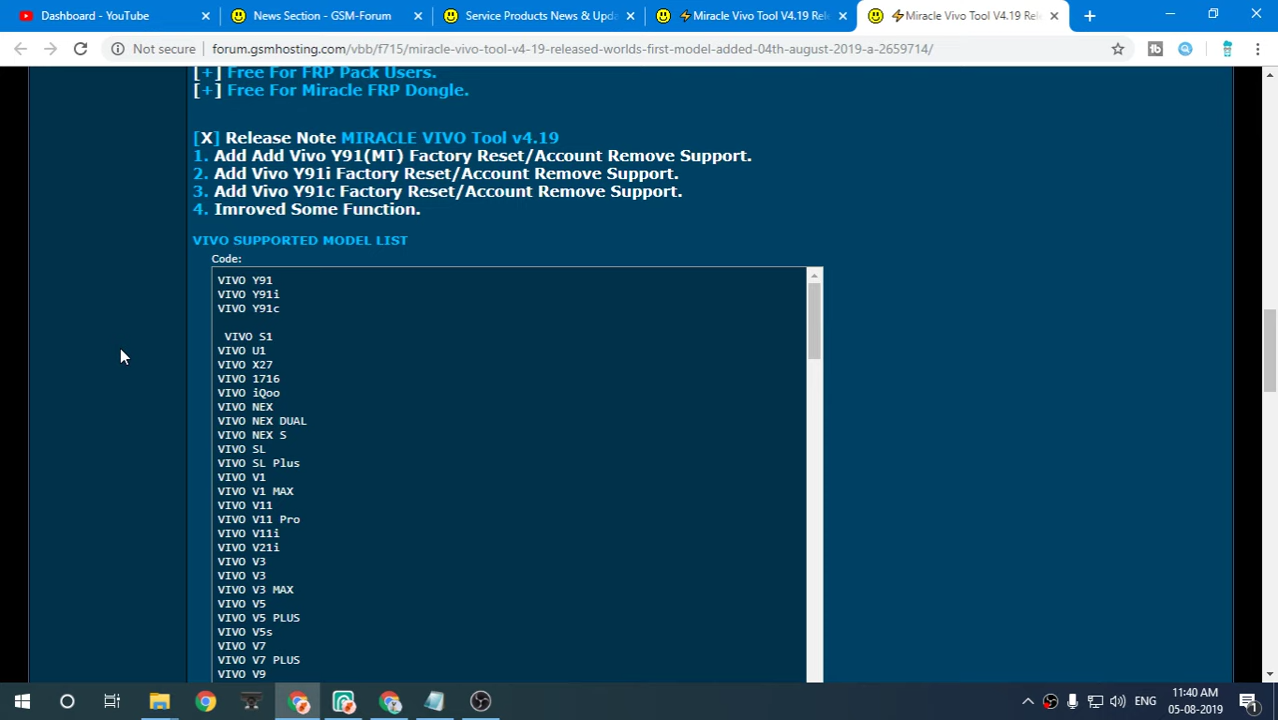 Dashboard - YouTube
News Section - GSM-Forum
Service Products News & Upda
⚡Miracle Vivo Tool V4.19 Rel
⚡Miracle Vivo Tool V4.19 Rel
Not secure
forum.gsmhosting.com/vbb/f715/miracle-vivo-tool-v4-19-released-worlds-first-model-added-04th-august-2019-a-2659714/
[+] Free For FRP Pack Users.
[+] Free For Miracle FRP Dongle.
[X] Release Note MIRACLE VIVO Tool v4.19
1. Add Add Vivo Y91(MT) Factory Reset/Account Remove Support.
2. Add Vivo Y91i Factory Reset/Account Remove Support.
3. Add Vivo Y91c Factory Reset/Account Remove Support.
4. Imroved Some Function.
VIVO SUPPORTED MODEL LIST
Code:
VIVO Y91
VIVO Y91i
VIVO Y91c
VIVO S1
VIVO U1
VIVO X27
VIVO 1716
VIVO iQoo
VIVO NEX
VIVO NEX DUAL
VIVO NEX S
VIVO SL
VIVO SL Plus
VIVO V1
VIVO V1 MAX
VIVO V11
VIVO V11 Pro
VIVO V11i
VIVO V21i
VIVO V3
VIVO V3
VIVO V3 MAX
VIVO V5
VIVO V5 PLUS
VIVO V5s
VIVO V7
VIVO V7 PLUS
VIVO V9
ENG
11:40 AM
05-08-2019